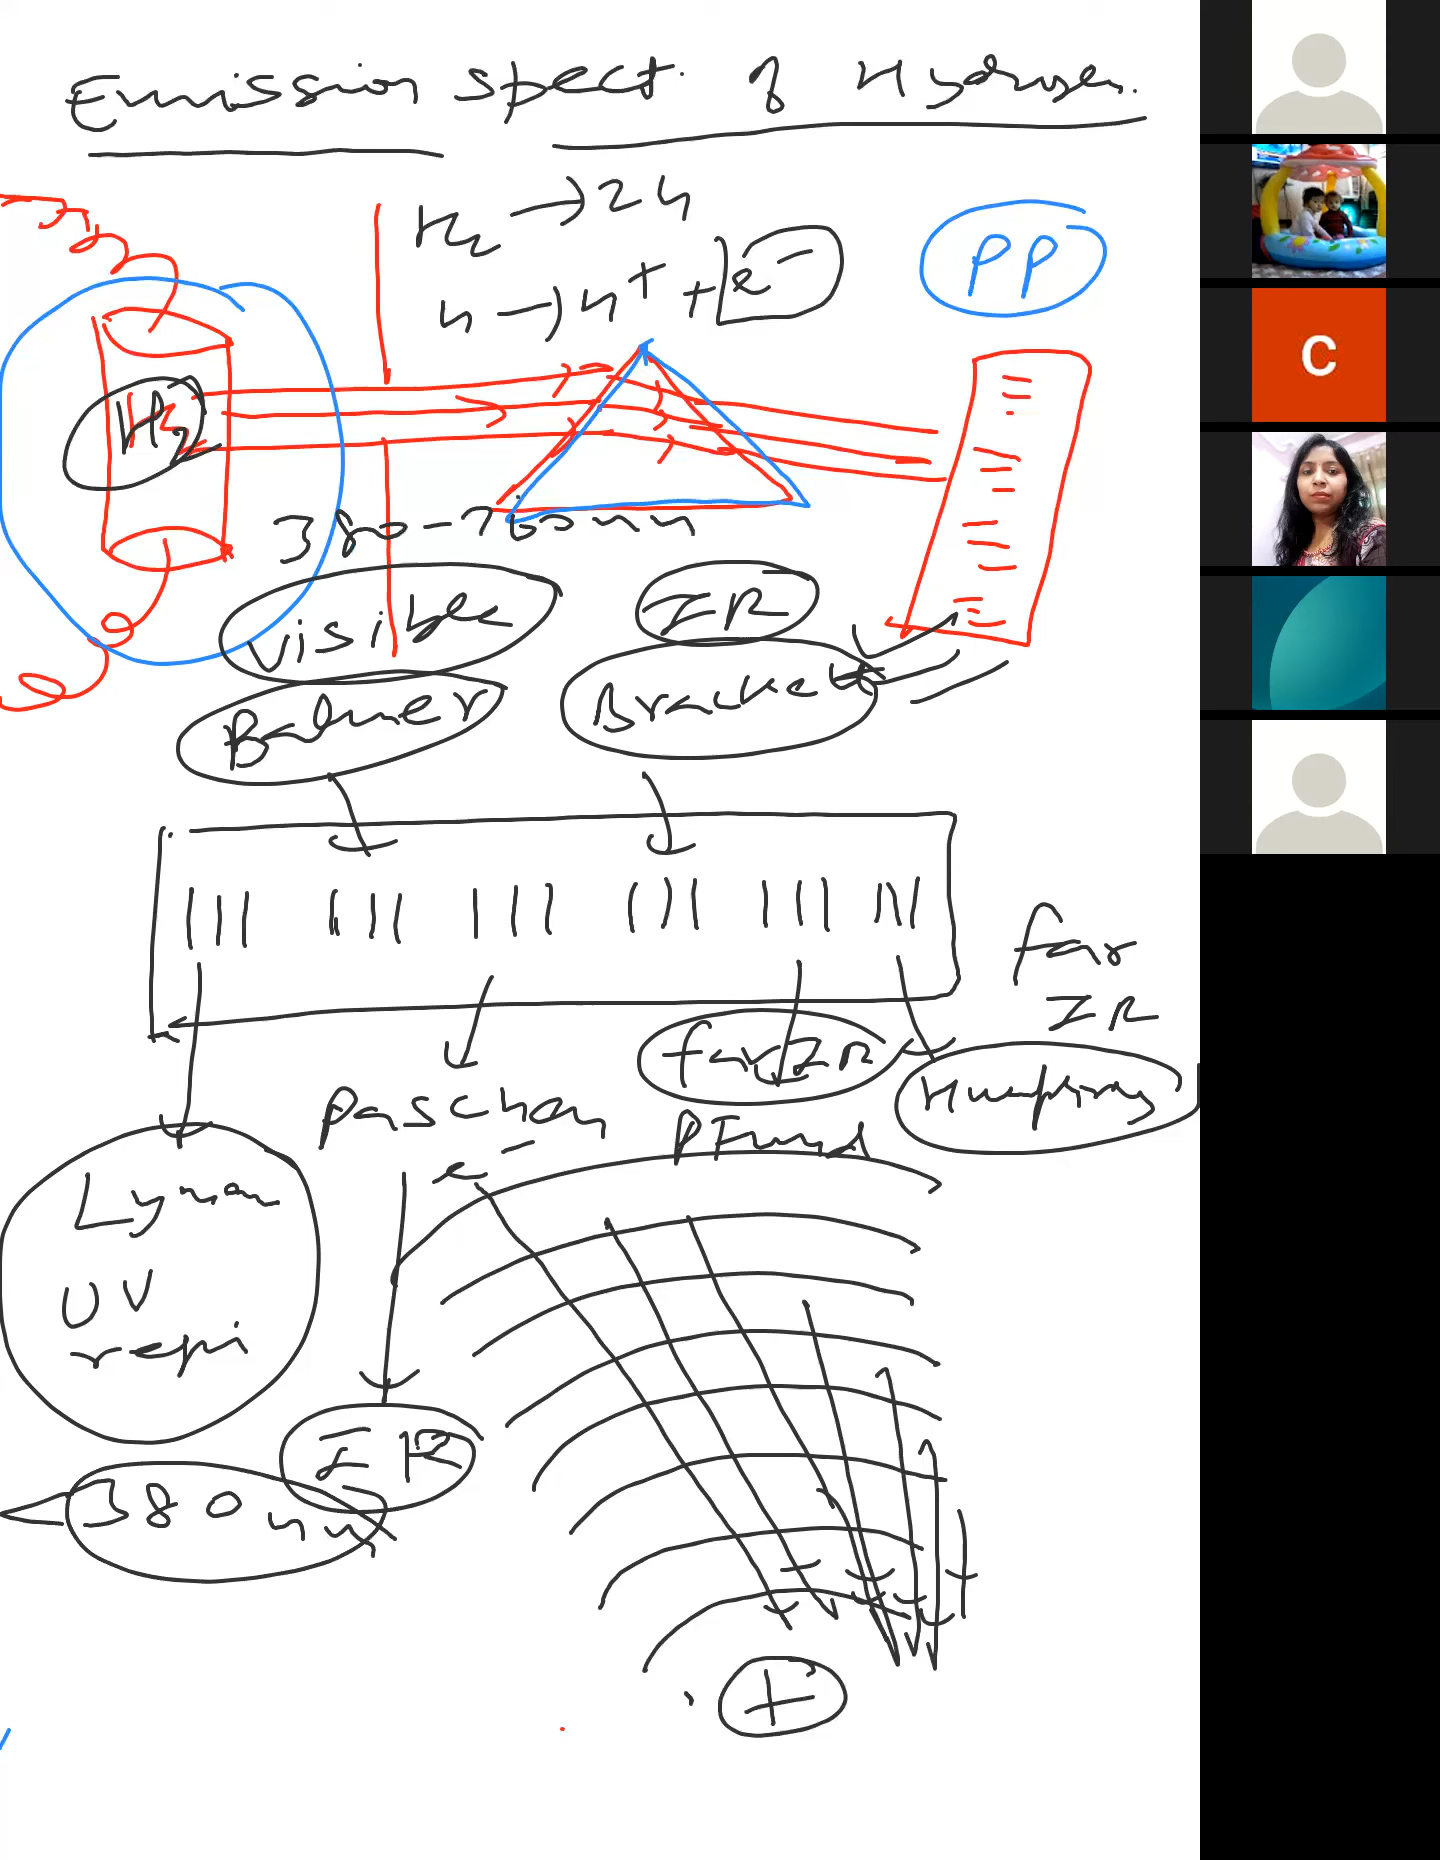 Emission spect. of Hydrogen.
H2 → 2H
H → H+ + e-
PP
H2
380-760nm
Visible
IR
Balmer
Bracket
far
IR
far IR
Humphrey
Paschen
Pfund
e-
Lyman
UV
region
IR
<380nm
+
C